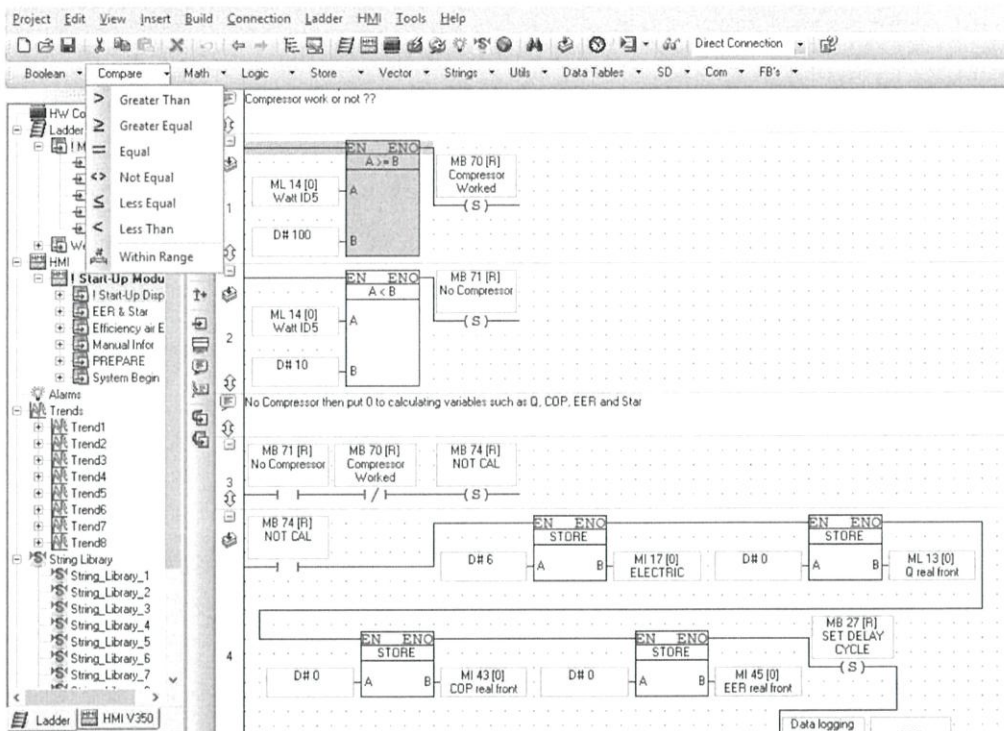 Project Edit View Insert Build Connection Ladder HMI Tools Help
Direct Connection
Boolean Compare Math Logic Store Vector Strings Utils Data Tables SD Com FB's
> Greater Than
≥ Greater Equal
= Equal
<> Not Equal
≤ Less Equal
< Less Than
Within Range
HW Co
Ladder
! M
HMI
! Start-Up Modu
! Start-Up Disp
EER & Star
Efficiency air E
Manual Infor
PREPARE
System Begin
Alarms
Trends
Trend1
Trend2
Trend3
Trend4
Trend5
Trend6
Trend7
Trend8
String Library
String_Library_1
String_Library_2
String_Library_3
String_Library_4
String_Library_5
String_Library_6
String_Library_7
Ladder HMI V350
Compressor work or not ??
1
EN ENO
A >= B
ML 14 [0]
Watt ID5
A
D# 100
B
MB 70 [R]
Compressor
Worked
(S)
2
EN ENO
A < B
ML 14 [0]
Watt ID5
A
D# 10
B
MB 71 [R]
No Compressor
(S)
No Compressor then put 0 to calculating variables such as Q, COP, EER and Star
3
MB 71 [R]
No Compressor
MB 70 [R]
Compressor
Worked
MB 74 [R]
NOT CAL
(S)
4
MB 74 [R]
NOT CAL
EN ENO
STORE
D# 6
A B
MI 17 [0]
ELECTRIC
EN ENO
STORE
D# 0
A B
ML 13 [0]
Q real front
EN ENO
STORE
D# 0
A B
MI 43 [0]
COP real front
EN ENO
STORE
D# 0
A B
MI 45 [0]
EER real front
MB 27 [R]
SET DELAY
CYCLE
(S)
Data logging